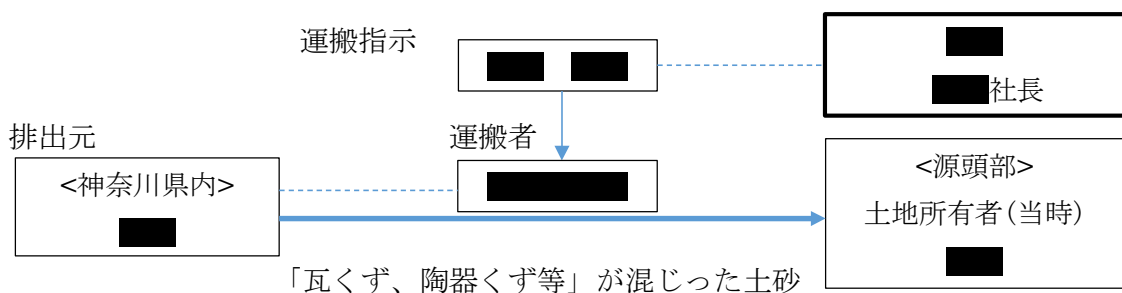 運搬指示
社長
排出元
運搬者
<神奈川県内>
<源頭部>
土地所有者(当時)
「瓦くず、陶器くず等」が混じった土砂